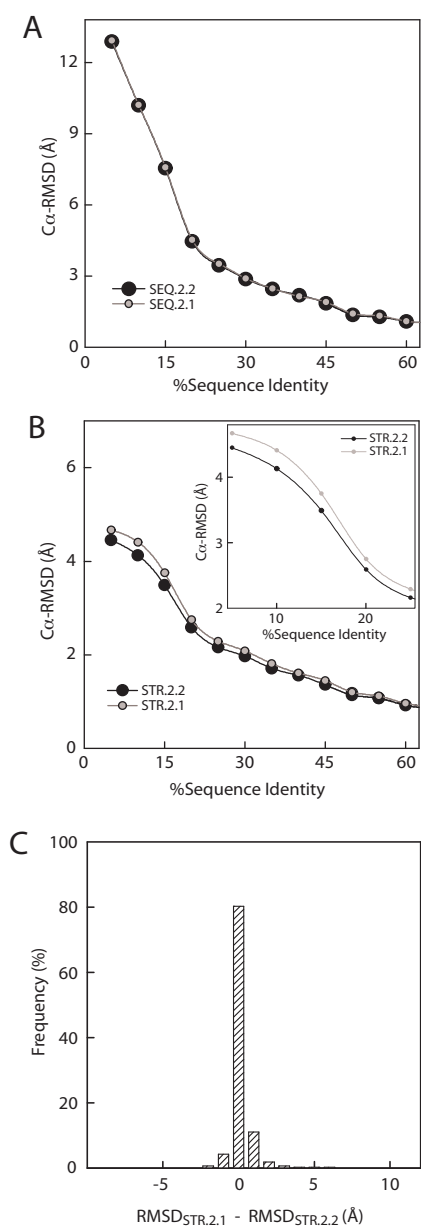 A
12
9
6
3
0
Cα-RMSD (Å)
SEQ.2.2
SEQ.2.1
0 15 30 45 60
%Sequence Identity
B
6
4
2
0
Cα-RMSD (Å)
STR.2.2
STR.2.1
4
3
2
Cα-RMSD (Å)
10 20
%Sequence Identity
STR.2.2
STR.2.1
0 15 30 45 60
%Sequence Identity
C
100
80
60
40
20
0
Frequency (%)
-5 0 5 10
RMSDSTR.2.1 - RMSDSTR.2.2 (Å)